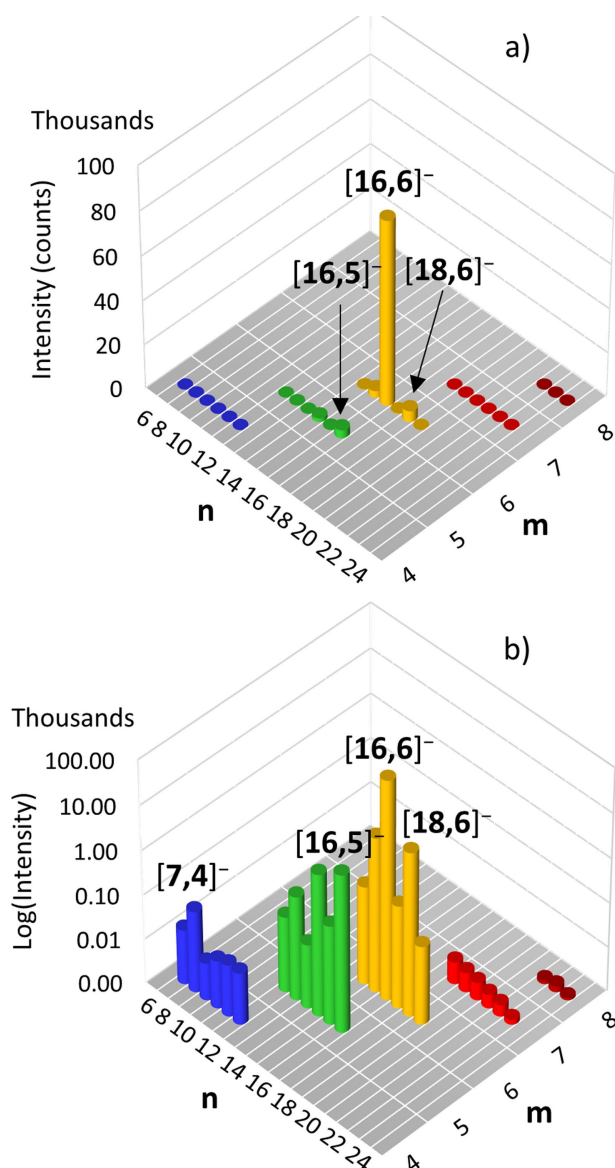 a)
Thousands
100
80
60
40
20
0
Intensity (counts)
[16,6]⁻
[16,5]⁻
[18,6]⁻
6 8 10 12 14 16 18 20 22 24
n
4 5 6 7 8
m
b)
Thousands
100.00
10.00
1.00
0.10
0.01
0.00
Log(Intensity)
[16,6]⁻
[18,6]⁻
[16,5]⁻
[7,4]⁻
6 8 10 12 14 16 18 20 22 24
n
4 5 6 7 8
m